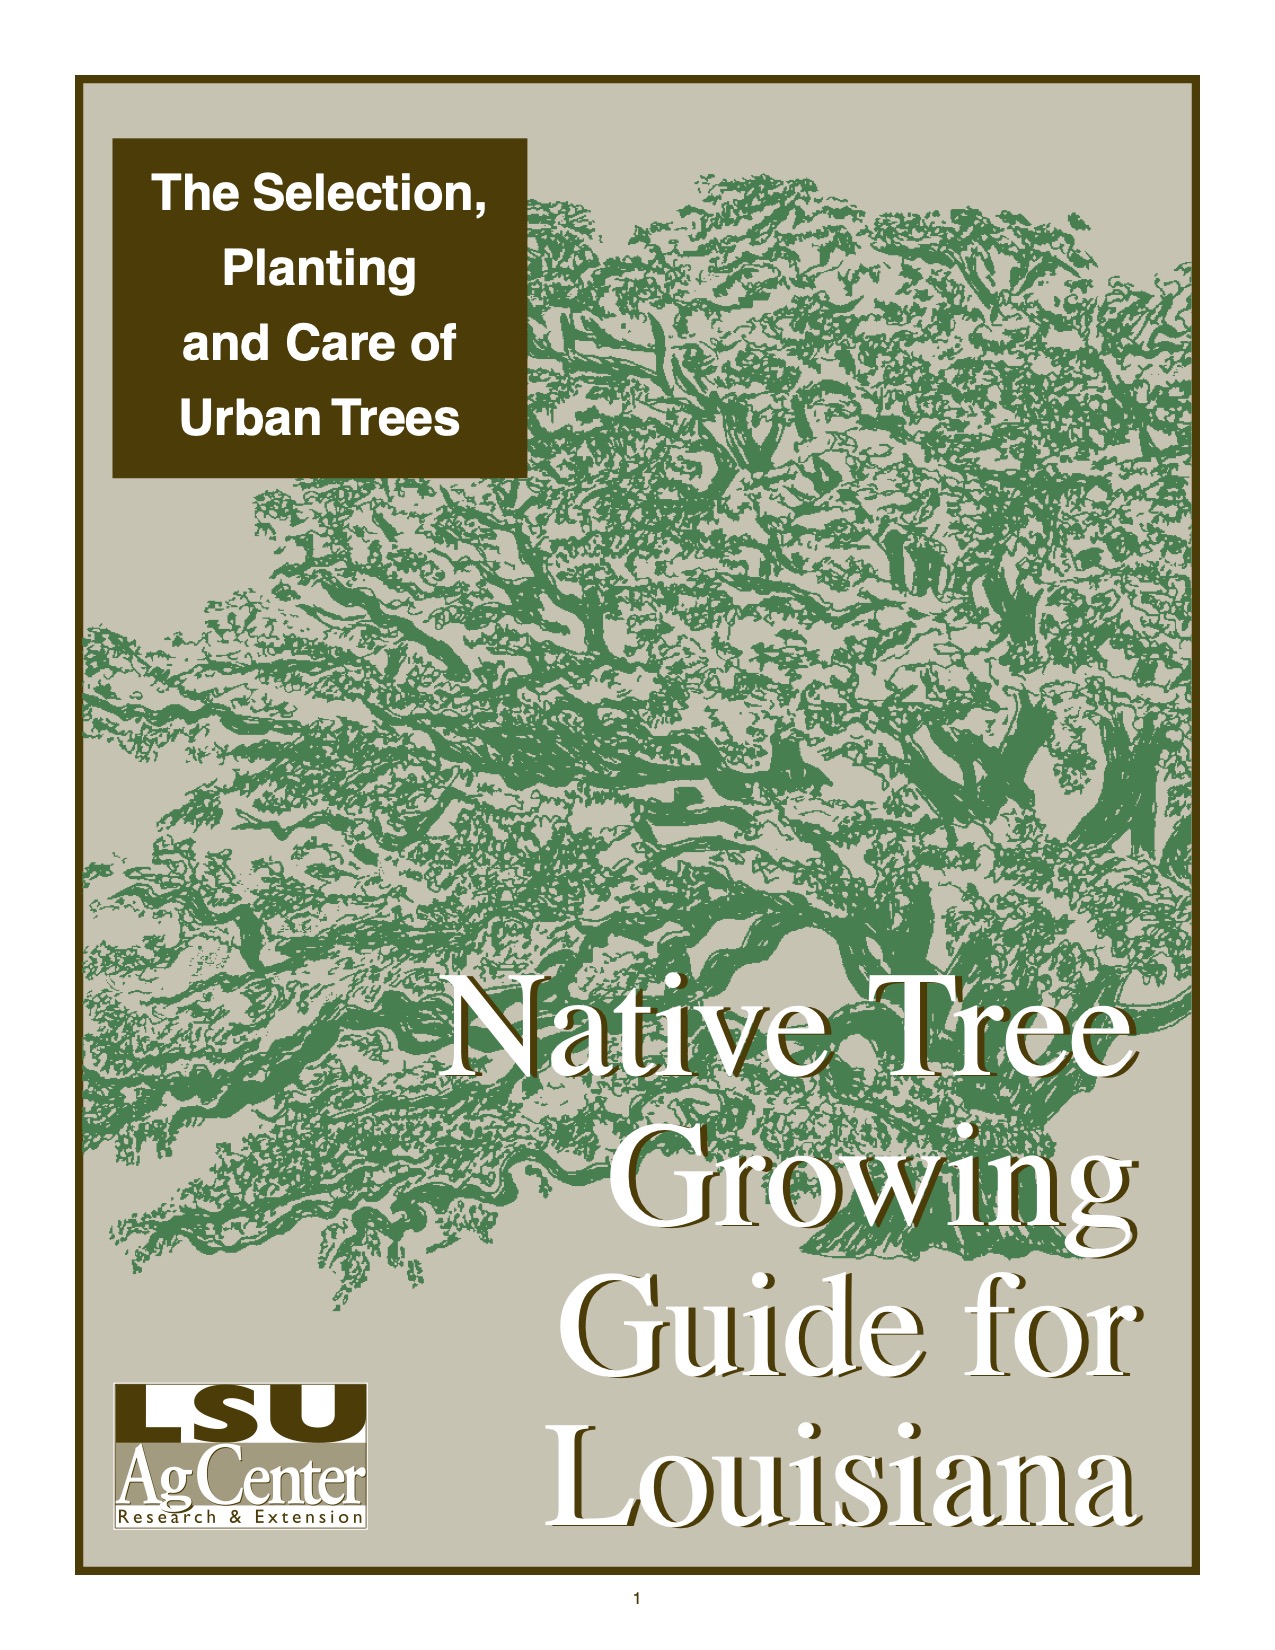 The Selection,
Planting
and Care of
Urban Trees
Native Tree
Growing
Guide for
Louisiana
LSU
AgCenter
Research & Extension
1